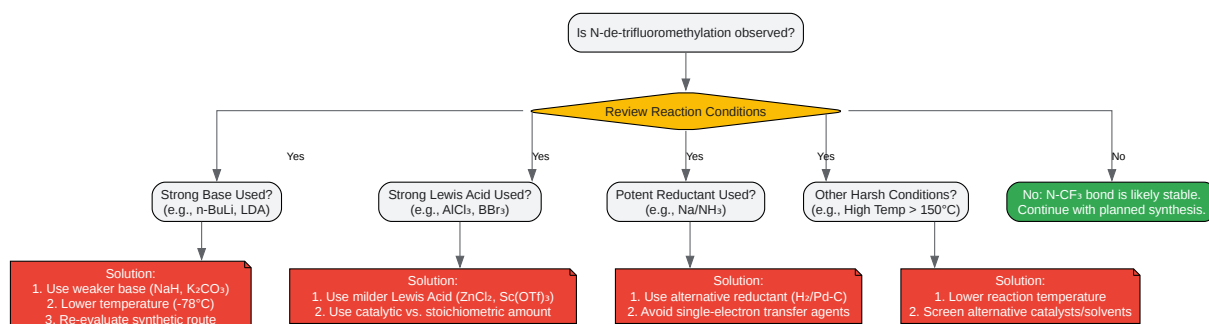 Is N-de-trifluoromethylation observed?
Review Reaction Conditions
Yes
Yes
Yes
Yes
No
Strong Base Used?
(e.g., n-BuLi, LDA)
Strong Lewis Acid Used?
(e.g., AlCl₃, BBr₃)
Potent Reductant Used?
(e.g., Na/NH₃)
Other Harsh Conditions?
(e.g., High Temp > 150°C)
No: N-CF₃ bond is likely stable.
Continue with planned synthesis.
Solution:
1. Use weaker base (NaH, K₂CO₃)
2. Lower temperature (-78°C)
3. Re-evaluate synthetic route
Solution:
1. Use milder Lewis Acid (ZnCl₂, Sc(OTf)₃)
2. Use catalytic vs. stoichiometric amount
Solution:
1. Use alternative reductant (H₂/Pd-C)
2. Avoid single-electron transfer agents
Solution:
1. Lower reaction temperature
2. Screen alternative catalysts/solvents